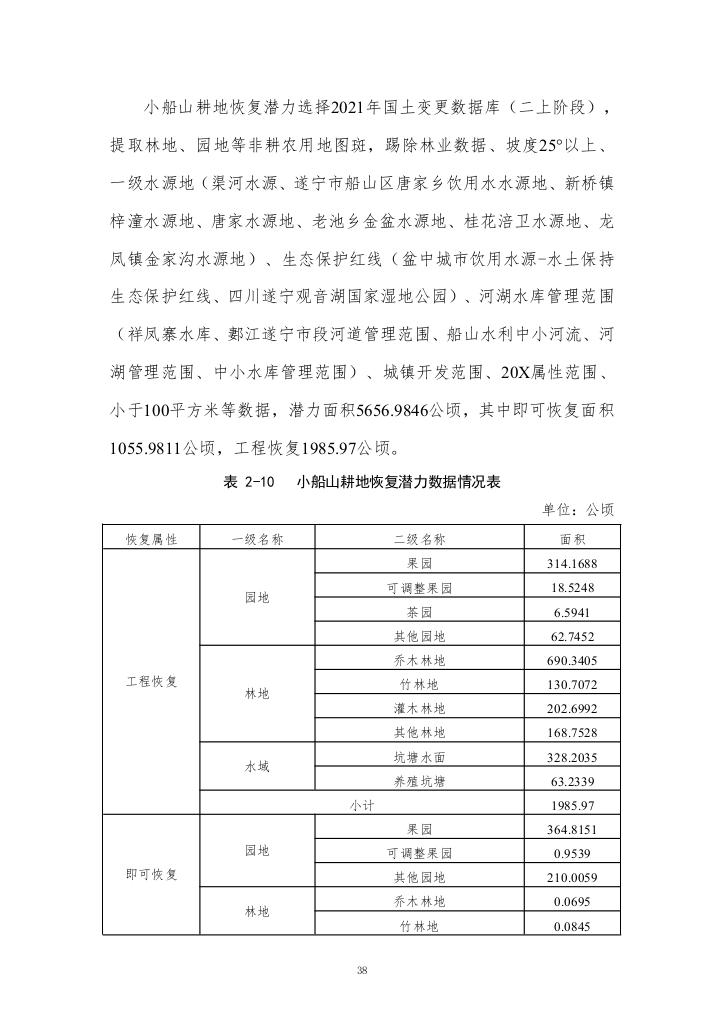 小船山耕地恢复潜力选择2021年国土变更数据库（二上阶段），
提取林地、园地等非耕农用地图斑，踢除林业数据、坡度25°以上、
一级水源地（渠河水源、遂宁市船山区唐家乡饮用水水源地、新桥镇
梓潼水源地、唐家水源地、老池乡金盆水源地、桂花涪卫水源地、龙
凤镇金家沟水源地）、生态保护红线（盆中城市饮用水源-水土保持
生态保护红线、四川遂宁观音湖国家湿地公园）、河湖水库管理范围
（祥凤寨水库、郪江遂宁市段河道管理范围、船山水利中小河流、河
湖管理范围、中小水库管理范围）、城镇开发范围、20X属性范围、
小于100平方米等数据，潜力面积5656.9846公顷，其中即可恢复面积
1055.9811公顷，工程恢复1985.97公顷。
表 2-10 小船山耕地恢复潜力数据情况表
单位：公顷
恢复属性 一级名称 二级名称 面积
工程恢复 园地 果园 314.1688
可调整果园 18.5248
茶园 6.5941
其他园地 62.7452
林地 乔木林地 690.3405
竹林地 130.7072
灌木林地 202.6992
其他林地 168.7528
水域 坑塘水面 328.2035
养殖坑塘 63.2339
小计 1985.97
即可恢复 园地 果园 364.8151
可调整果园 0.9539
其他园地 210.0059
林地 乔木林地 0.0695
竹林地 0.0845
38